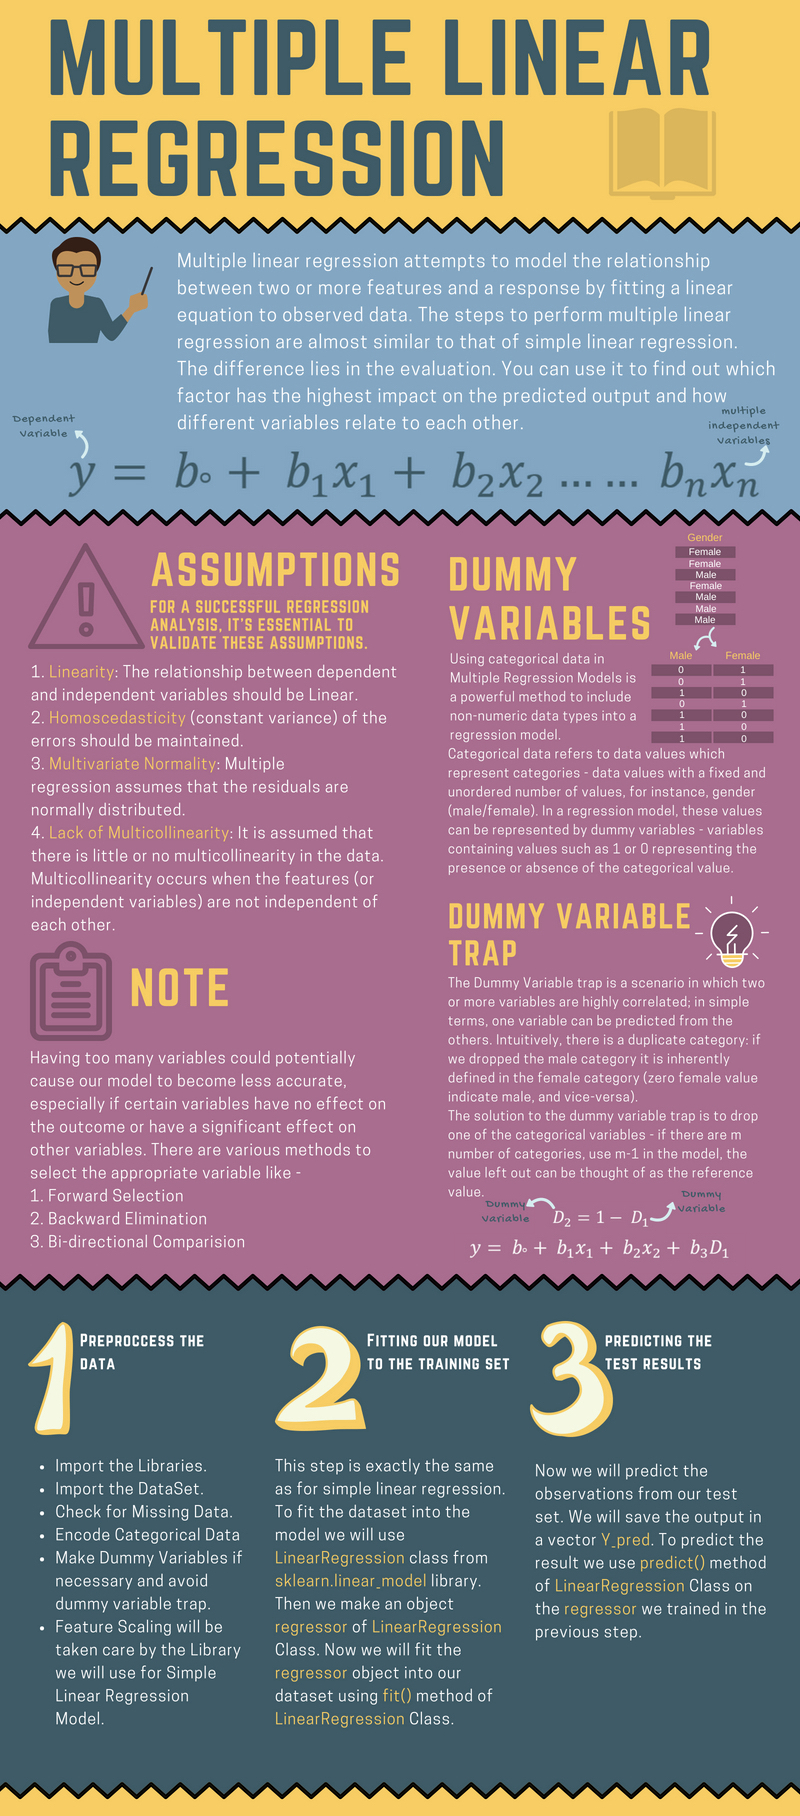 MULTIPLE LINEAR
REGRESSION
Multiple linear regression attempts to model the relationship
between two or more features and a response by fitting a linear
equation to observed data. The steps to perform multiple linear
regression are almost similar to that of simple linear regression.
The difference lies in the evaluation. You can use it to find out which
factor has the highest impact on the predicted output and how
different variables relate to each other.
Dependent
Variable
multiple
independent
Variables
y = b₀ + b₁x₁ + b₂x₂ … … bₙxₙ
ASSUMPTIONS
FOR A SUCCESSFUL REGRESSION
ANALYSIS, IT'S ESSENTIAL TO
VALIDATE THESE ASSUMPTIONS.
1. Linearity: The relationship between dependent
and independent variables should be Linear.
2. Homoscedasticity (constant variance) of the
errors should be maintained.
3. Multivariate Normality: Multiple
regression assumes that the residuals are
normally distributed.
4. Lack of Multicollinearity: It is assumed that
there is little or no multicollinearity in the data.
Multicollinearity occurs when the features (or
independent variables) are not independent of
each other.
NOTE
Having too many variables could potentially
cause our model to become less accurate,
especially if certain variables have no effect on
the outcome or have a significant effect on
other variables. There are various methods to
select the appropriate variable like -
1. Forward Selection
2. Backward Elimination
3. Bi-directional Comparision
DUMMY
VARIABLES
Gender
Female
Female
Male
Female
Male
Male
Male
Male Female
0 1
0 1
1 0
0 1
1 0
1 0
1 0
Using categorical data in
Multiple Regression Models is
a powerful method to include
non-numeric data types into a
regression model.
Categorical data refers to data values which
represent categories - data values with a fixed and
unordered number of values, for instance, gender
(male/female). In a regression model, these values
can be represented by dummy variables - variables
containing values such as 1 or 0 representing the
presence or absence of the categorical value.
DUMMY VARIABLE
TRAP
The Dummy Variable trap is a scenario in which two
or more variables are highly correlated; in simple
terms, one variable can be predicted from the
others. Intuitively, there is a duplicate category: if
we dropped the male category it is inherently
defined in the female category (zero female value
indicate male, and vice-versa).
The solution to the dummy variable trap is to drop
one of the categorical variables - if there are m
number of categories, use m-1 in the model, the
value left out can be thought of as the reference
value.
Dummy
Variable
Dummy
Variable
D₂ = 1 − D₁
y = b₀ + b₁x₁ + b₂x₂ + b₃D₁
1
PREPROCCESS THE
DATA
Import the Libraries.
Import the DataSet.
Check for Missing Data.
Encode Categorical Data
Make Dummy Variables if
necessary and avoid
dummy variable trap.
Feature Scaling will be
taken care by the Library
we will use for Simple
Linear Regression
Model.
2
FITTING OUR MODEL
TO THE TRAINING SET
This step is exactly the same
as for simple linear regression.
To fit the dataset into the
model we will use
LinearRegression class from
sklearn.linear_model library.
Then we make an object
regressor of LinearRegression
Class. Now we will fit the
regressor object into our
dataset using fit() method of
LinearRegression Class.
3
PREDICTING THE
TEST RESULTS
Now we will predict the
observations from our test
set. We will save the output in
a vector Y_pred. To predict the
result we use predict() method
of LinearRegression Class on
the regressor we trained in the
previous step.